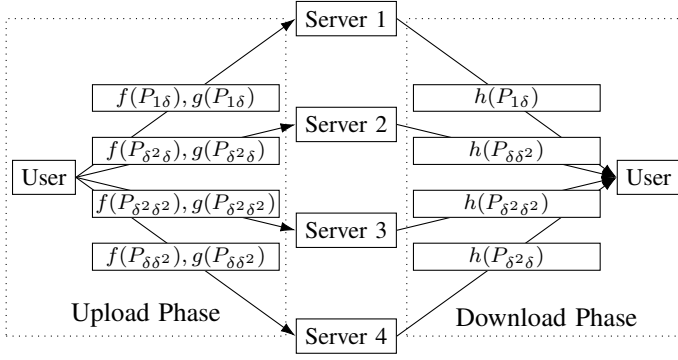 Server 1
f(P_{1δ}), g(P_{1δ})
h(P_{1δ})
Server 2
f(P_{δ²δ}), g(P_{δ²δ})
h(P_{δδ²})
User
User
f(P_{δ²δ²}), g(P_{δ²δ²})
h(P_{δ²δ²})
Server 3
f(P_{δδ²}), g(P_{δδ²})
h(P_{δ²δ})
Upload Phase
Download Phase
Server 4